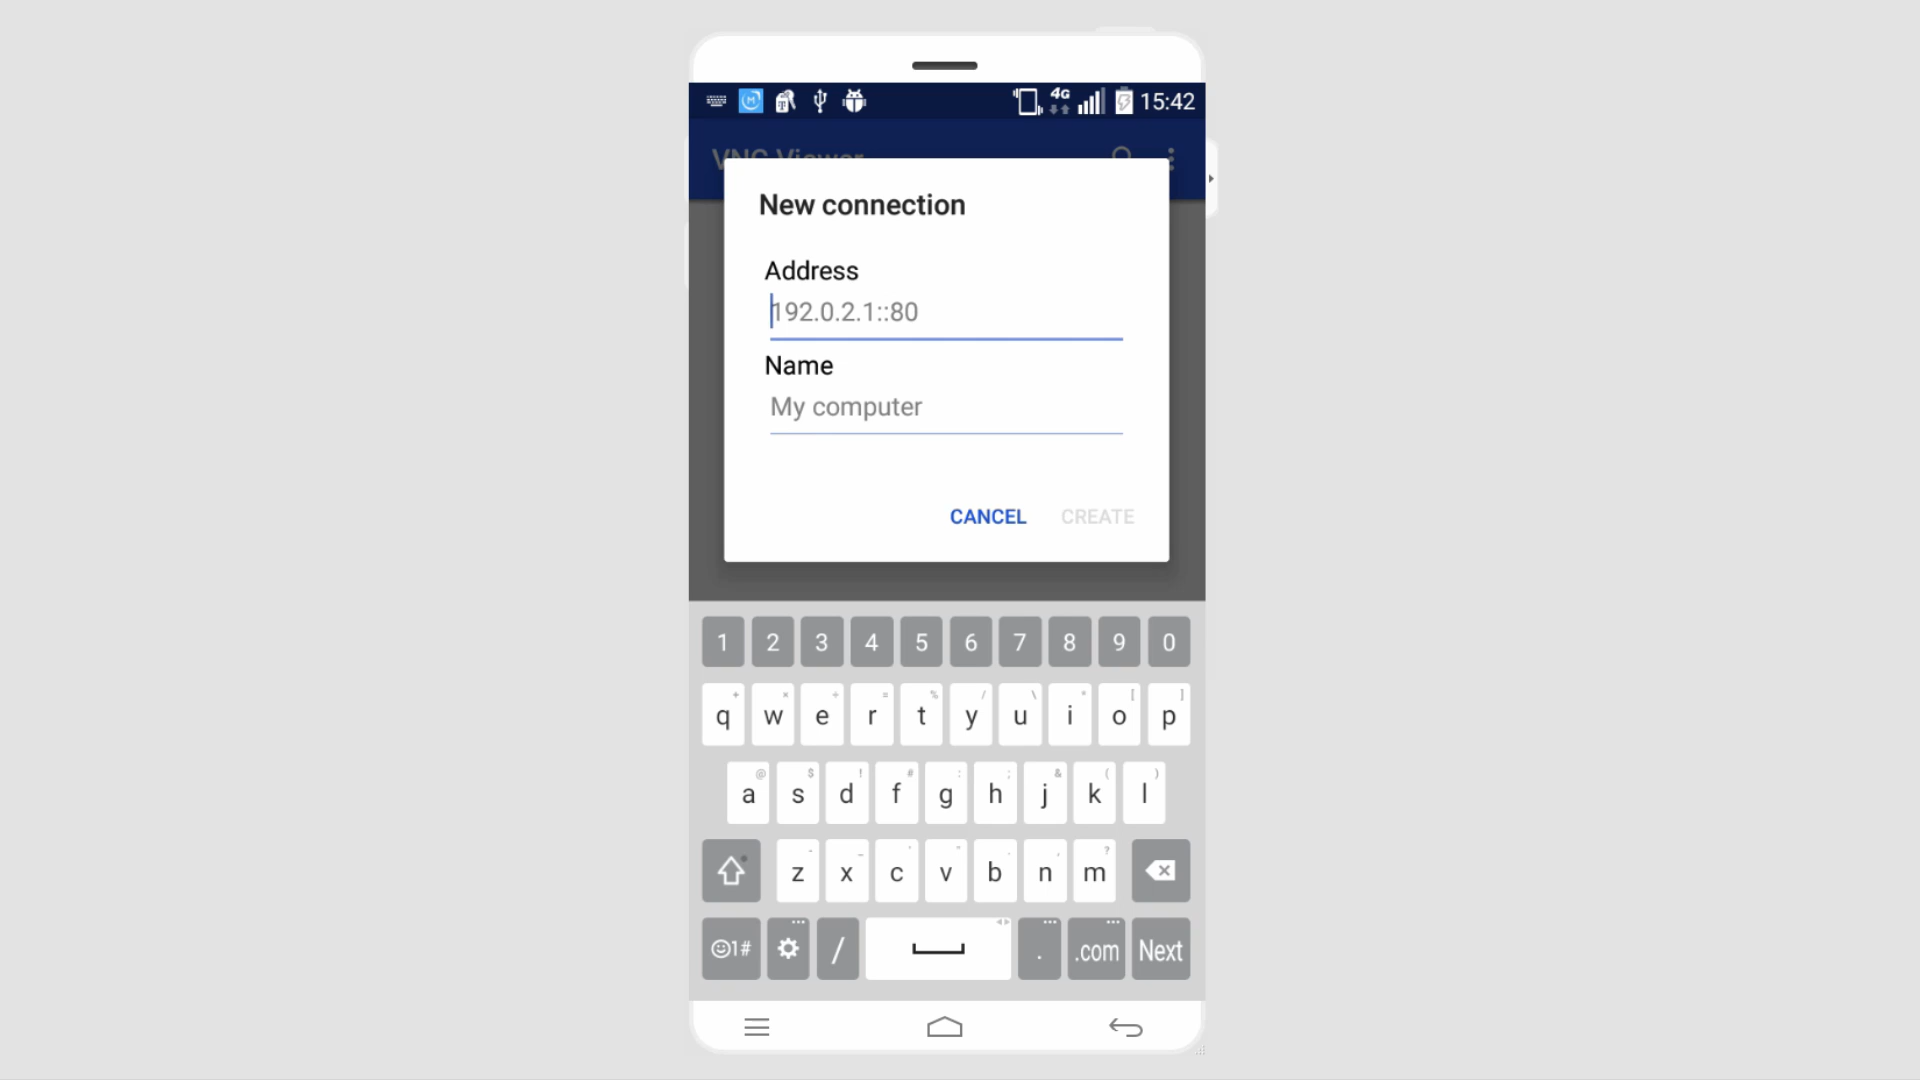 4G 15:42
VNC Viewer
New connection
Address
192.0.2.1::80
Name
My computer
CANCEL CREATE
1 2 3 4 5 6 7 8 9 0
q w e r t y u i o p
a s d f g h j k l
z x c v b n m
1# / . .com Next